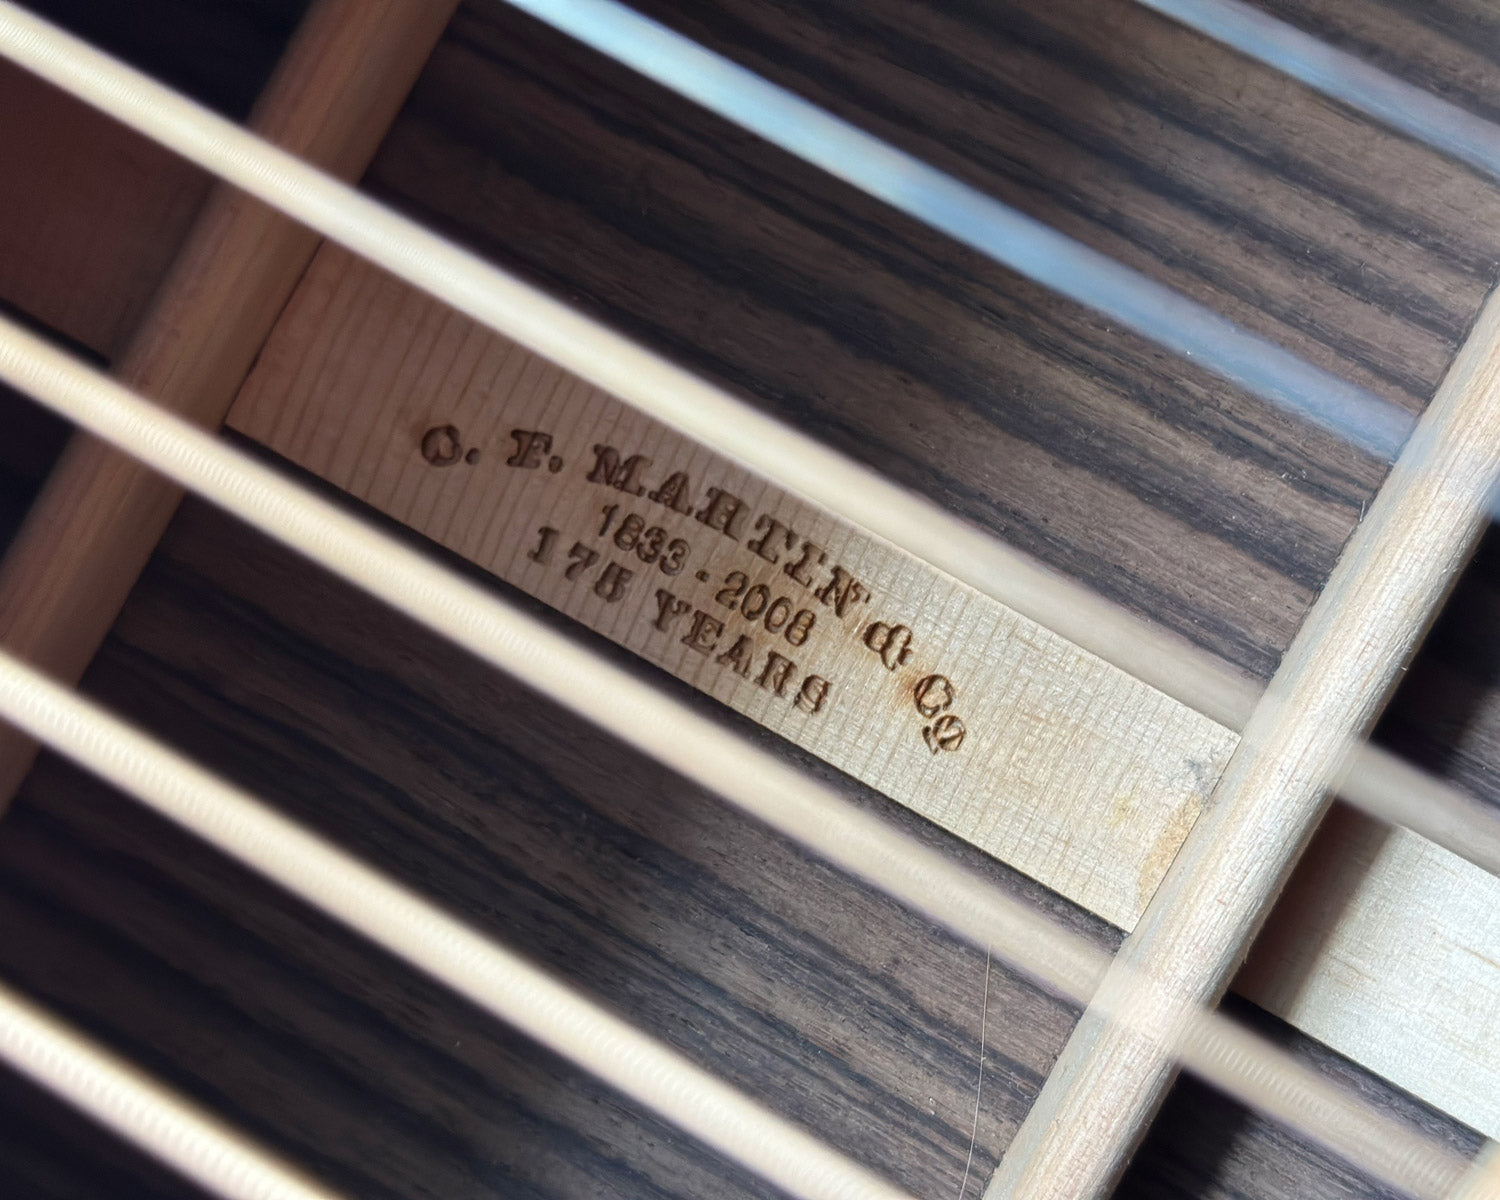 C. F. MARTIN & Co.
1833 - 2008
175 YEARS